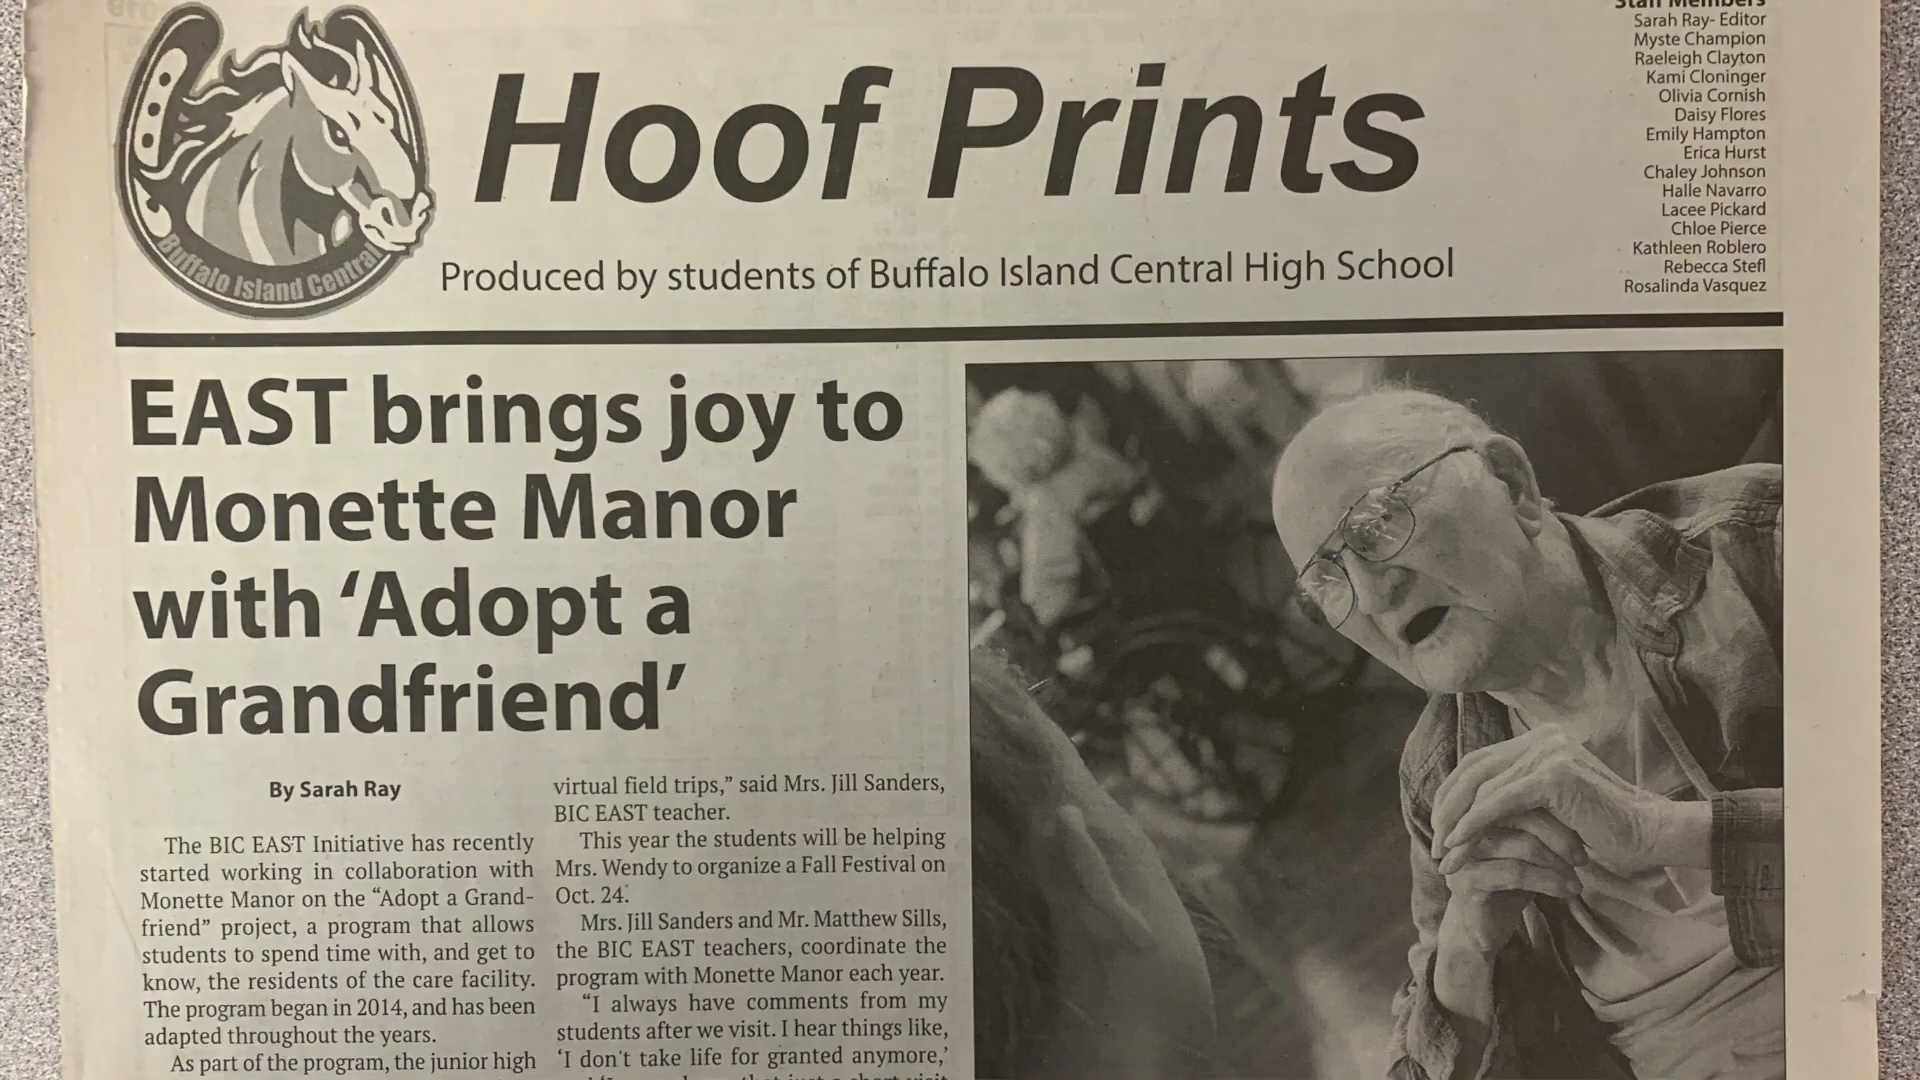 Buffalo Island Central
Hoof Prints
Produced by students of Buffalo Island Central High School
Staff Members
Sarah Ray- Editor
Myste Champion
Raeleigh Clayton
Kami Cloninger
Olivia Cornish
Daisy Flores
Emily Hampton
Erica Hurst
Chaley Johnson
Halle Navarro
Lacee Pickard
Chloe Pierce
Kathleen Roblero
Rebecca Stefl
Rosalinda Vasquez
EAST brings joy to
Monette Manor
with ‘Adopt a
Grandfriend’
By Sarah Ray
The BIC EAST Initiative has recently
started working in collaboration with
Monette Manor on the “Adopt a Grand-
friend” project, a program that allows
students to spend time with, and get to
know, the residents of the care facility.
The program began in 2014, and has been
adapted throughout the years.
As part of the program, the junior high
virtual field trips,” said Mrs. Jill Sanders,
BIC EAST teacher.
This year the students will be helping
Mrs. Wendy to organize a Fall Festival on
Oct. 24.
Mrs. Jill Sanders and Mr. Matthew Sills,
the BIC EAST teachers, coordinate the
program with Monette Manor each year.
“I always have comments from my
students after we visit. I hear things like,
‘I don't take life for granted anymore,’